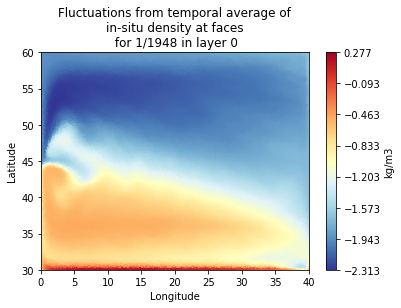 Fluctuations from temporal average of
in-situ density at faces
for 1/1948 in layer 0
60
55
50
45
40
35
30
Latitude
0 5 10 15 20 25 30 35 40
Longitude
0.277
−0.093
−0.463
−0.833
−1.203
−1.573
−1.943
−2.313
kg/m3